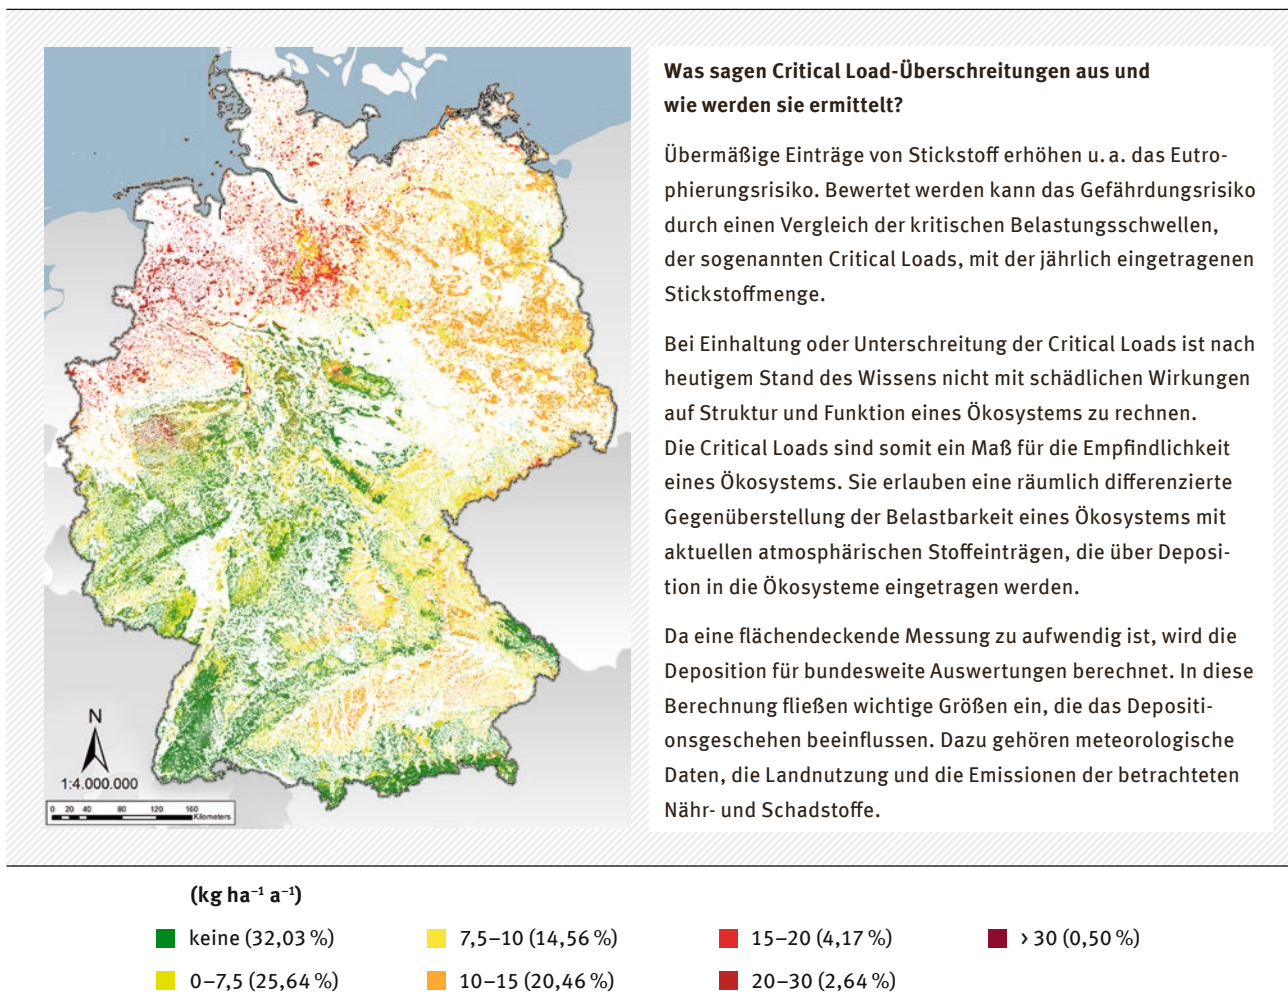 Was sagen Critical Load-Überschreitungen aus und
wie werden sie ermittelt?
Übermäßige Einträge von Stickstoff erhöhen u. a. das Eutro-
phierungsrisiko. Bewertet werden kann das Gefährdungsrisiko
durch einen Vergleich der kritischen Belastungsschwellen,
der sogenannten Critical Loads, mit der jährlich eingetragenen
Stickstoffmenge.
Bei Einhaltung oder Unterschreitung der Critical Loads ist nach
heutigem Stand des Wissens nicht mit schädlichen Wirkungen
auf Struktur und Funktion eines Ökosystems zu rechnen.
Die Critical Loads sind somit ein Maß für die Empfindlichkeit
eines Ökosystems. Sie erlauben eine räumlich differenzierte
Gegenüberstellung der Belastbarkeit eines Ökosystems mit
aktuellen atmosphärischen Stoffeinträgen, die über Deposi-
tion in die Ökosysteme eingetragen werden.
Da eine flächendeckende Messung zu aufwendig ist, wird die
Deposition für bundesweite Auswertungen berechnet. In diese
Berechnung fließen wichtige Größen ein, die das Depositi-
onsgeschehen beeinflussen. Dazu gehören meteorologische
Daten, die Landnutzung und die Emissionen der betrachteten
Nähr- und Schadstoffe.
N
1:4.000.000
0 20 40 80 120 160
Kilometers
(kg ha⁻¹ a⁻¹)
keine (32,03 %)
0–7,5 (25,64 %)
7,5–10 (14,56 %)
10–15 (20,46 %)
15–20 (4,17 %)
20–30 (2,64 %)
> 30 (0,50 %)